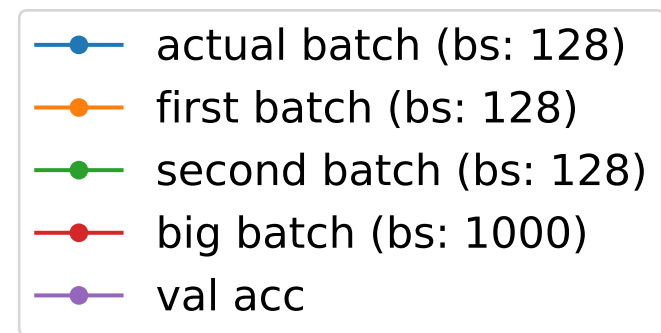 actual batch (bs: 128)
first batch (bs: 128)
second batch (bs: 128)
big batch (bs: 1000)
val acc